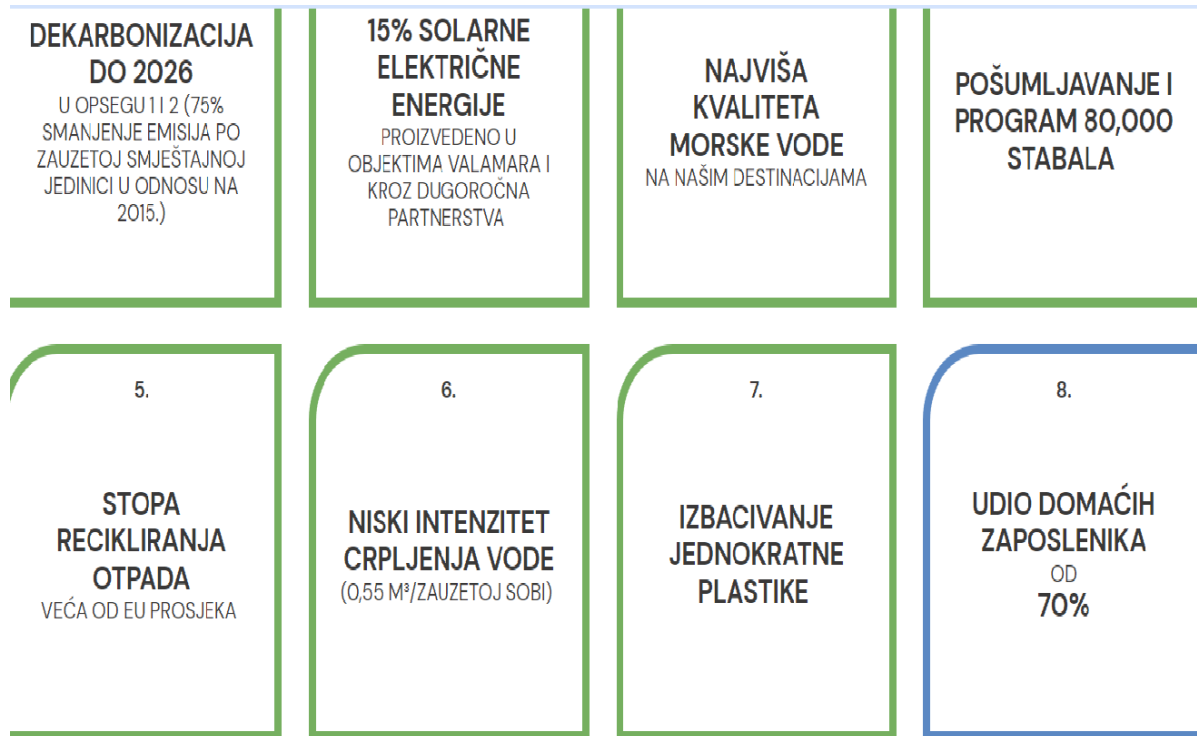 DEKARBONIZACIJA
DO 2026
U OPSEGU 1 I 2 (75%
SMANJENJE EMISIJA PO
ZAUZETOJ SMJEŠTAJNOJ
JEDINICI U ODNOSU NA
2015.)
15% SOLARNE
ELEKTRIČNE
ENERGIJE
PROIZVEDENO U
OBJEKTIMA VALAMARA I
KROZ DUGOROČNA
PARTNERSTVA
NAJVIŠA
KVALITETA
MORSKE VODE
NA NAŠIM DESTINACIJAMA
POŠUMLJAVANJE I
PROGRAM 80,000
STABALA
5.
STOPA
RECIKLIRANJA
OTPADA
VEĆA OD EU PROSJEKA
6.
NISKI INTENZITET
CRPLJENJA VODE
(0,55 M³/ZAUZETOJ SOBI)
7.
IZBACIVANJE
JEDNOKRATNE
PLASTIKE
8.
UDIO DOMAĆIH
ZAPOSLENIKA
OD
70%